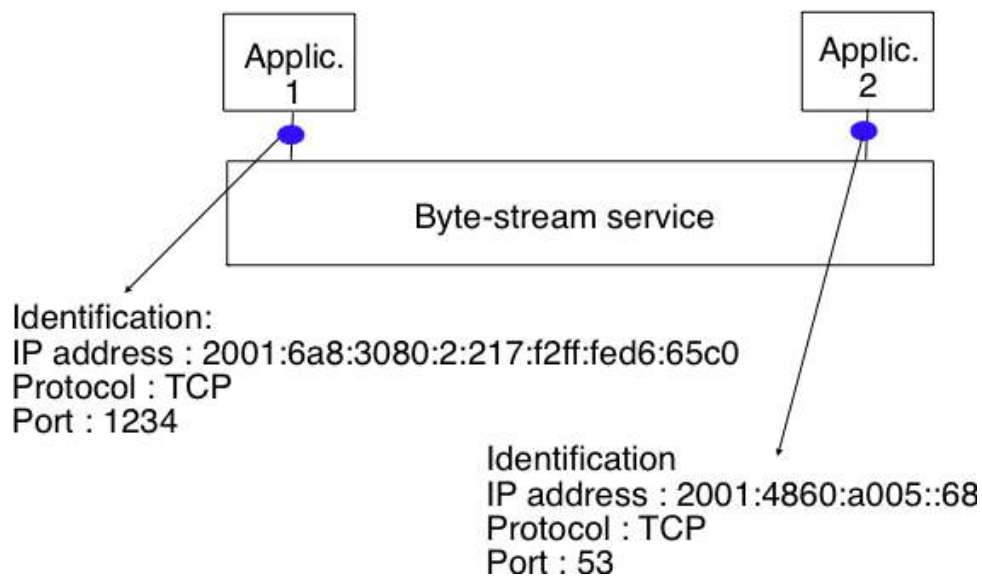 Applic.
1
Applic.
2
Byte-stream service
Identification:
IP address : 2001:6a8:3080:2:217:f2ff:fed6:65c0
Protocol : TCP
Port : 1234
Identification
IP address : 2001:4860:a005::68
Protocol : TCP
Port : 53